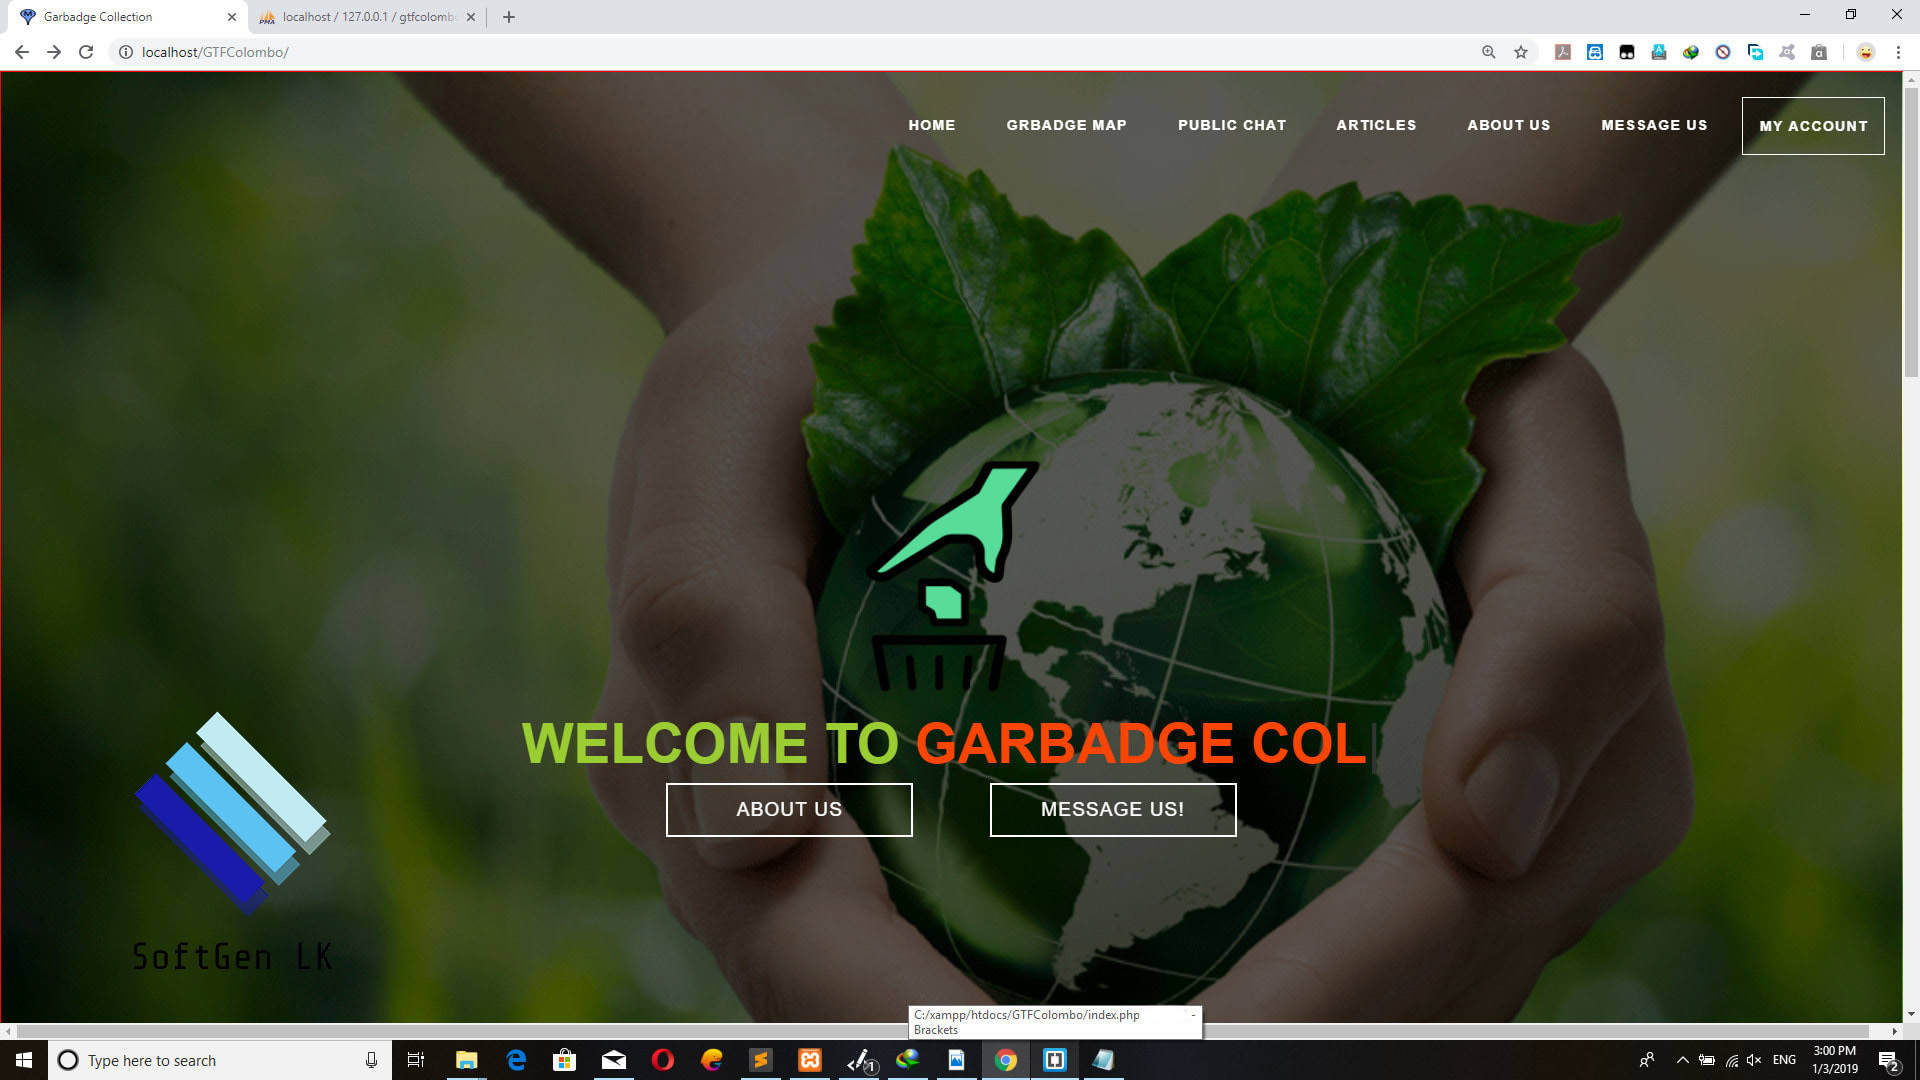 Garbadge Collection
localhost / 127.0.0.1 / gtfcolomb
localhost/GTFColombo/
HOME
GRBADGE MAP
PUBLIC CHAT
ARTICLES
ABOUT US
MESSAGE US
MY ACCOUNT
WELCOME TO GARBADGE COL
ABOUT US
MESSAGE US!
SoftGen LK
C:/xampp/htdocs/GTFColombo/index.php -
Brackets
Type here to search
1
ENG
3:00 PM
1/3/2019
2